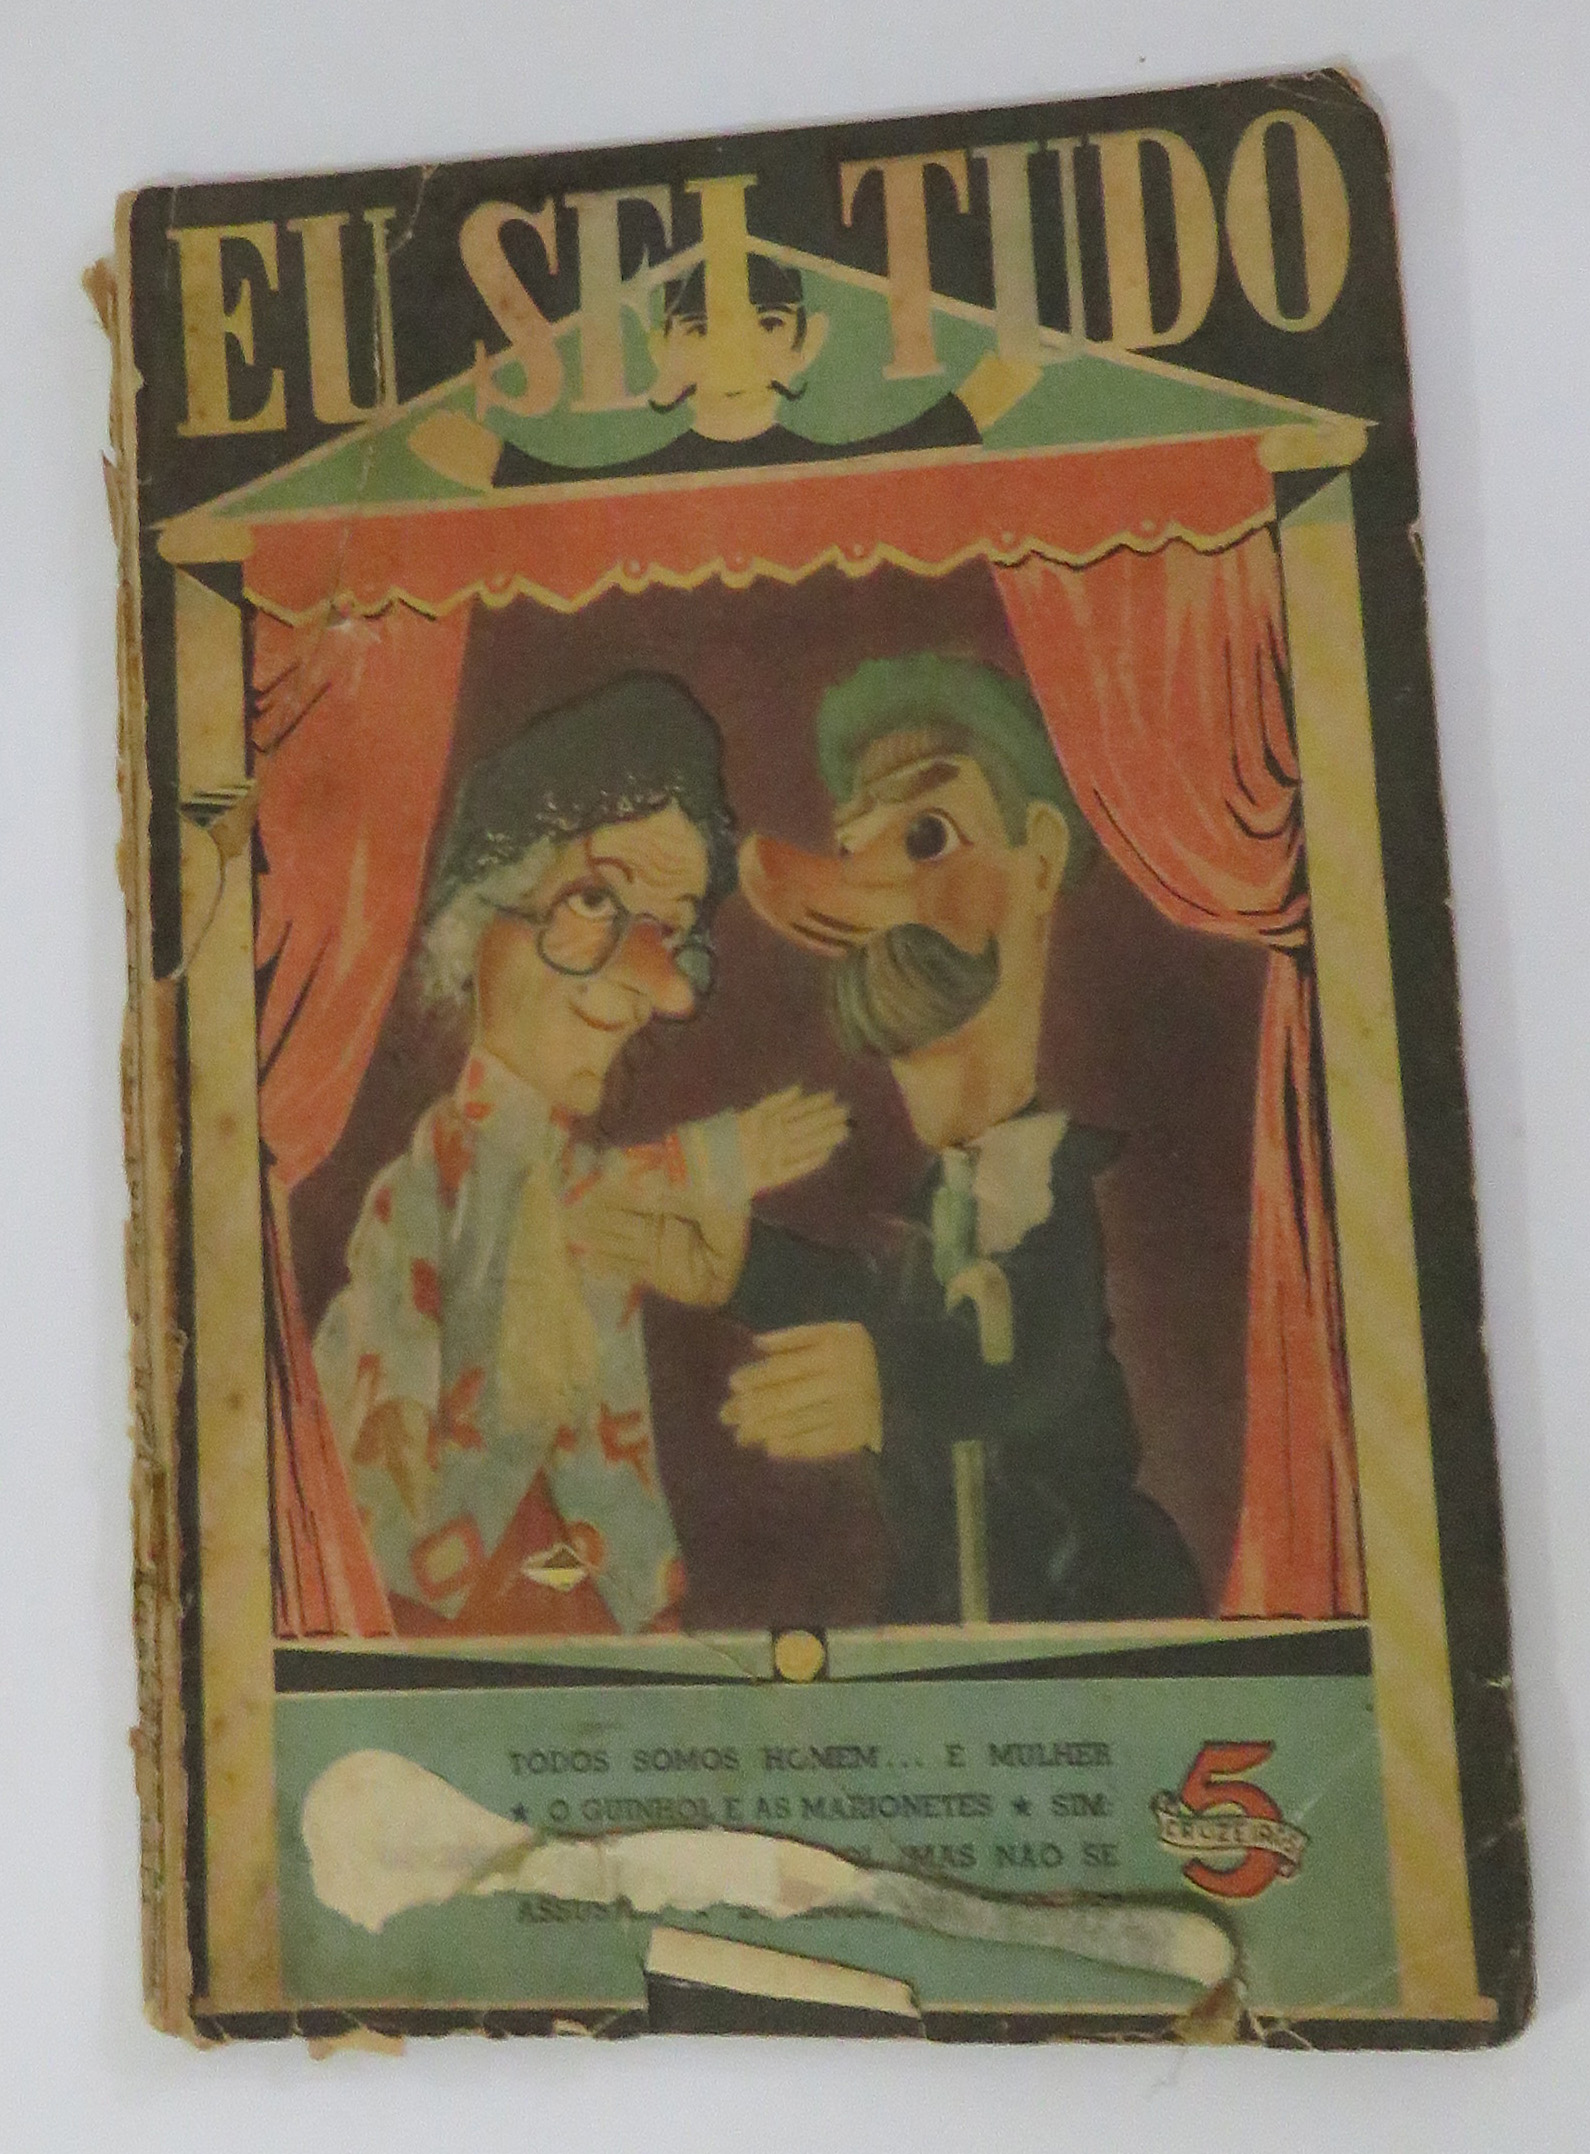 EU SEI TUDO
TODOS SOMOS HOMEM... E MULHER
★ O GUINHOL E AS MARIONETES ★ SIM:
MAS NÃO SE
5
CRUZEIROS